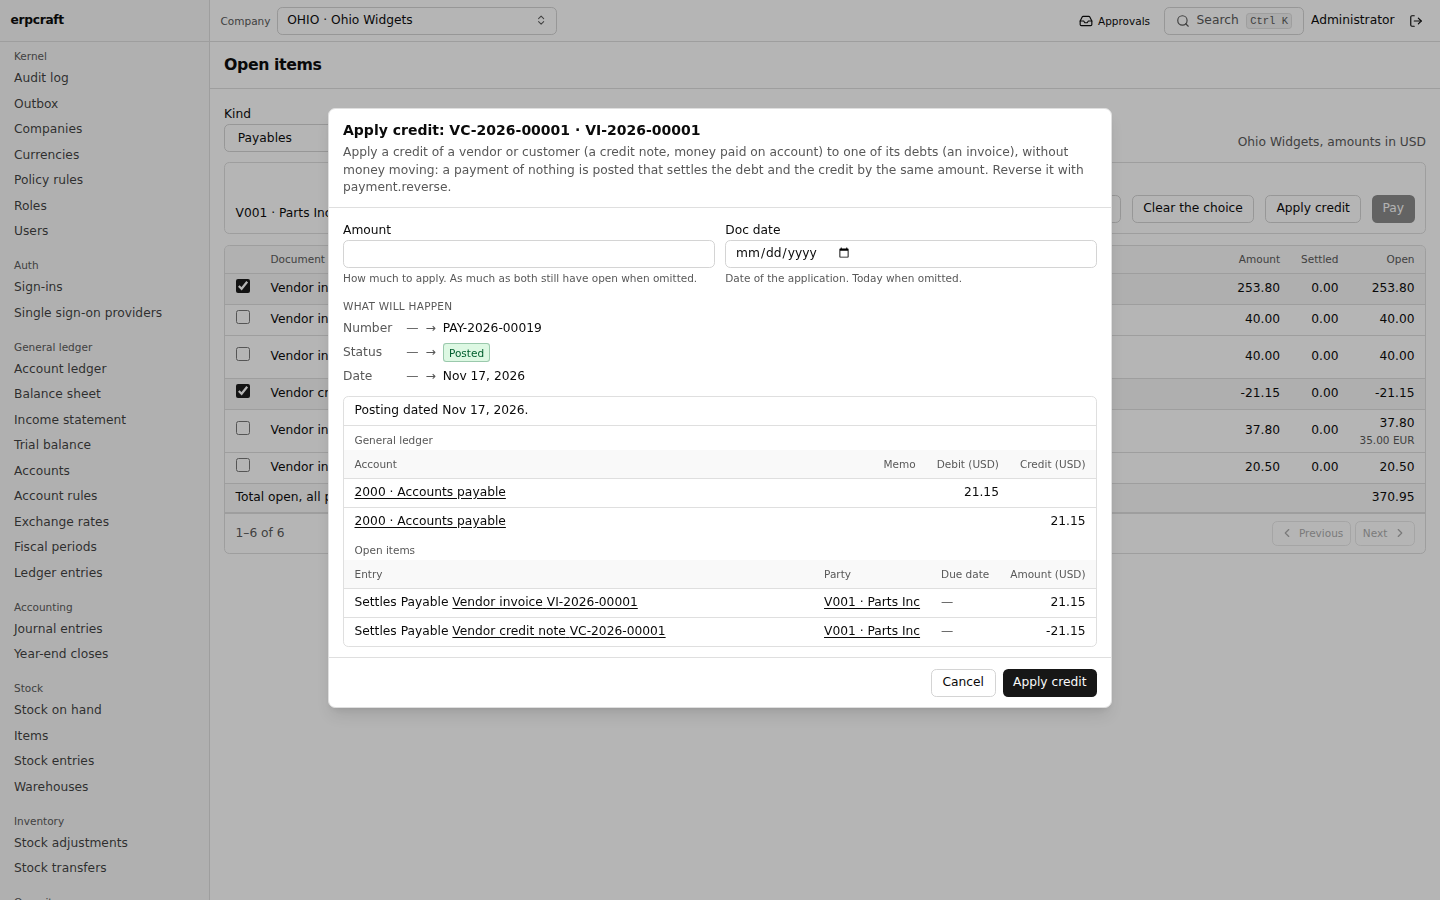 erpcraft
Company OHIO · Ohio Widgets
Approvals
Search Ctrl K
Administrator
Kernel
Audit log
Outbox
Companies
Currencies
Policy rules
Roles
Users
Auth
Sign-ins
Single sign-on providers
General ledger
Account ledger
Balance sheet
Income statement
Trial balance
Accounts
Account rules
Exchange rates
Fiscal periods
Ledger entries
Accounting
Journal entries
Year-end closes
Stock
Stock on hand
Items
Stock entries
Warehouses
Inventory
Stock adjustments
Stock transfers
Open items
Kind
Payables
Ohio Widgets, amounts in USD
V001 · Parts Inc
Clear the choice
Apply credit
Pay
Document Amount Settled Open
Vendor in 253.80 0.00 253.80
Vendor in 40.00 0.00 40.00
Vendor in 40.00 0.00 40.00
Vendor cr -21.15 0.00 -21.15
Vendor in 37.80 0.00 37.80
35.00 EUR
Vendor in 20.50 0.00 20.50
Total open, all 370.95
1–6 of 6
Previous Next
Apply credit: VC-2026-00001 · VI-2026-00001
Apply a credit of a vendor or customer (a credit note, money paid on account) to one of its debts (an invoice), without
money moving: a payment of nothing is posted that settles the debt and the credit by the same amount. Reverse it with
payment.reverse.
Amount Doc date
mm/dd/yyyy
How much to apply. As much as both still have open when omitted. Date of the application. Today when omitted.
WHAT WILL HAPPEN
Number — → PAY-2026-00019
Status — → Posted
Date — → Nov 17, 2026
Posting dated Nov 17, 2026.
General ledger
Account Memo Debit (USD) Credit (USD)
2000 · Accounts payable 21.15
2000 · Accounts payable 21.15
Open items
Entry Party Due date Amount (USD)
Settles Payable Vendor invoice VI-2026-00001 V001 · Parts Inc — 21.15
Settles Payable Vendor credit note VC-2026-00001 V001 · Parts Inc — -21.15
Cancel Apply credit